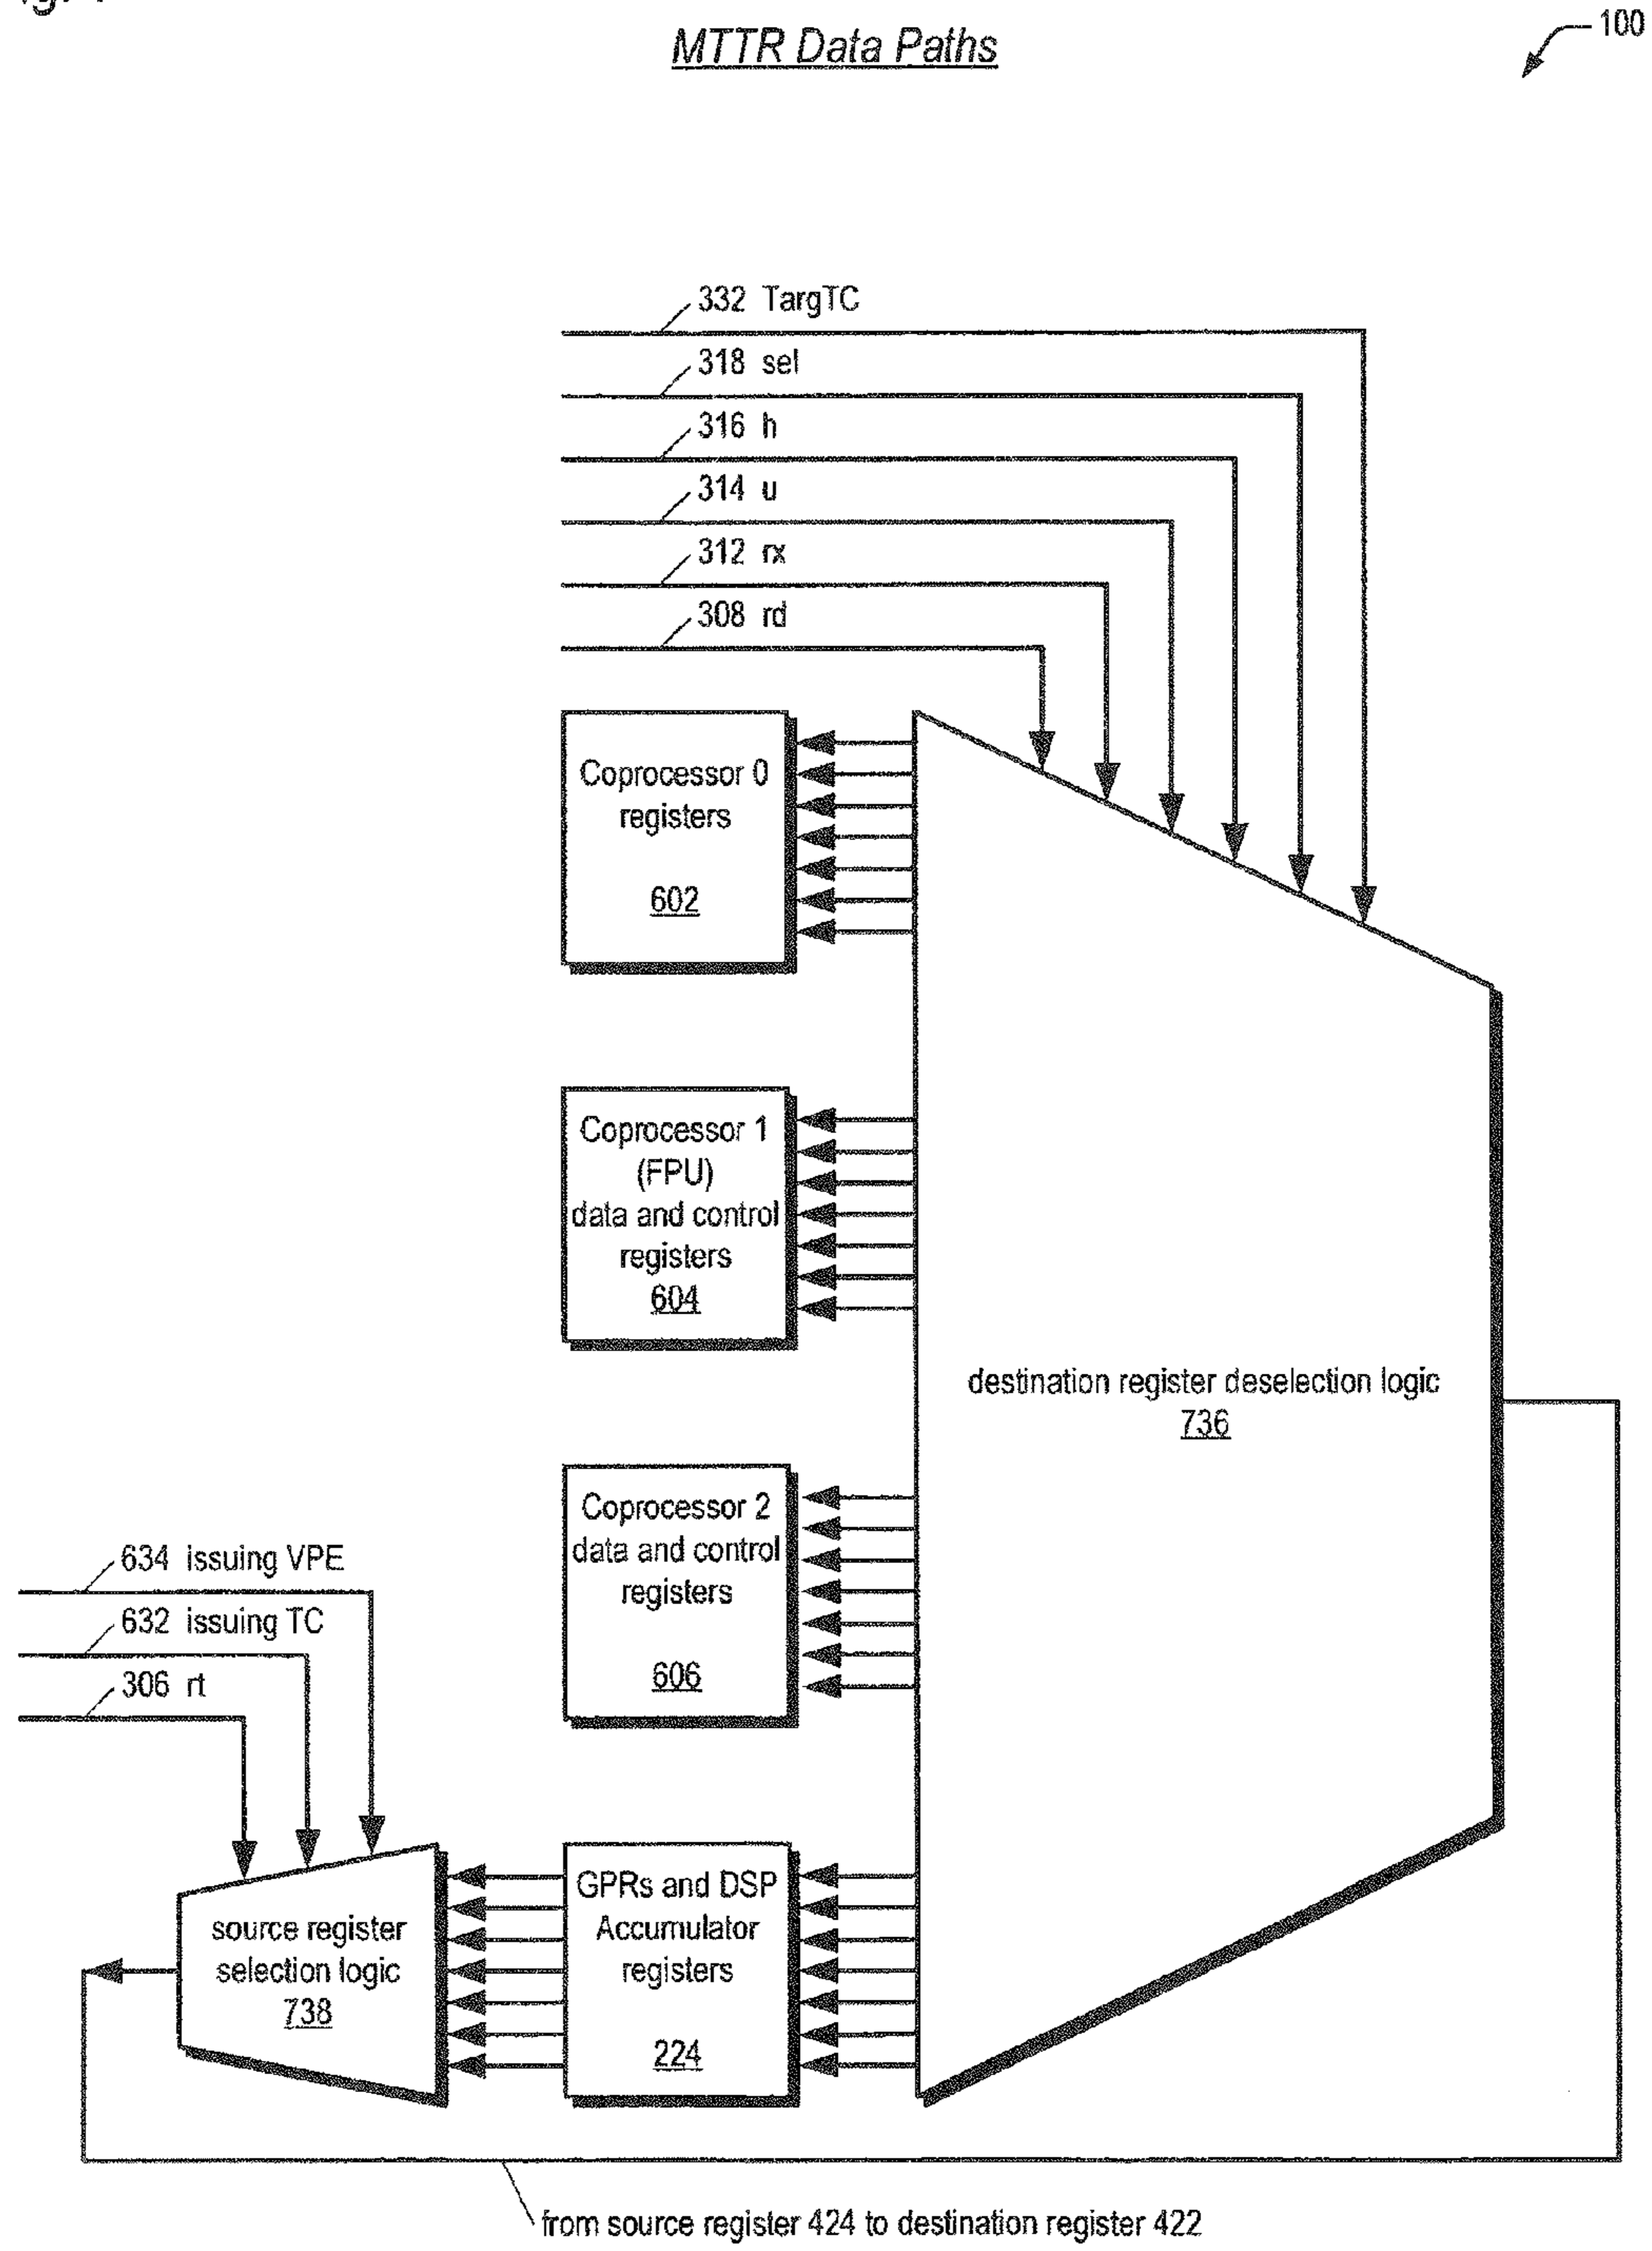 MTTR Data Paths
100
332 TargTC
318 sel
316 h
314 u
312 rx
308 rd
Coprocessor 0
registers
602
Coprocessor 1
(FPU)
data and control
registers
604
destination register deselection logic
736
Coprocessor 2
data and control
registers
606
634 issuing VPE
632 issuing TC
306 rt
source register
selection logic
738
GPRs and DSP
Accumulator
registers
224
from source register 424 to destination register 422